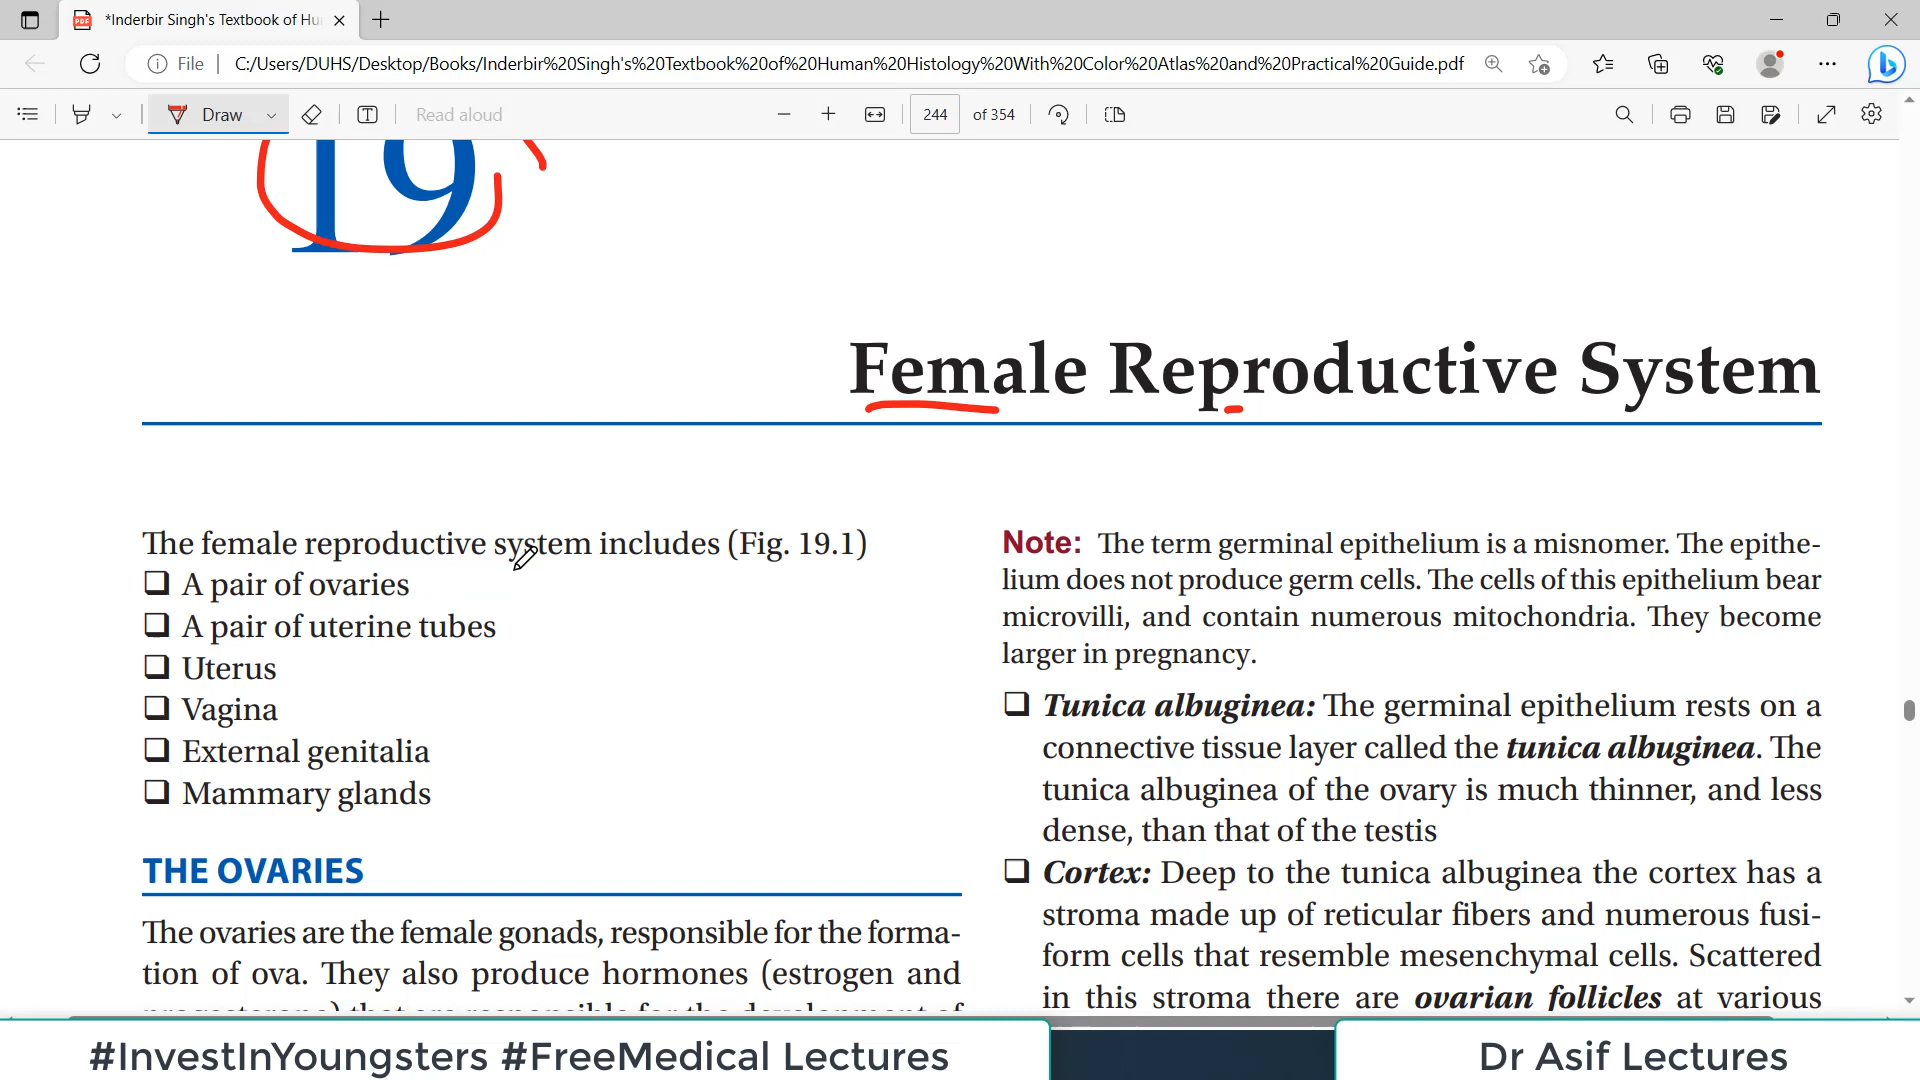 *Inderbir Singh's Textbook of Hu
File
C:/Users/DUHS/Desktop/Books/Inderbir%20Singh's%20Textbook%20of%20Human%20Histology%20With%20Color%20Atlas%20and%20Practical%20Guide.pdf
Draw
Read aloud
244 of 354
19
Female Reproductive System
The female reproductive system includes (Fig. 19.1)
❑ A pair of ovaries
❑ A pair of uterine tubes
❑ Uterus
❑ Vagina
❑ External genitalia
❑ Mammary glands
THE OVARIES
The ovaries are the female gonads, responsible for the forma-
tion of ova. They also produce hormones (estrogen and
Note: The term germinal epithelium is a misnomer. The epithe-
lium does not produce germ cells. The cells of this epithelium bear
microvilli, and contain numerous mitochondria. They become
larger in pregnancy.
❑ Tunica albuginea: The germinal epithelium rests on a
connective tissue layer called the tunica albuginea. The
tunica albuginea of the ovary is much thinner, and less
dense, than that of the testis
❑ Cortex: Deep to the tunica albuginea the cortex has a
stroma made up of reticular fibers and numerous fusi-
form cells that resemble mesenchymal cells. Scattered
in this stroma there are ovarian follicles at various
#InvestInYoungsters #FreeMedical Lectures
Dr Asif Lectures